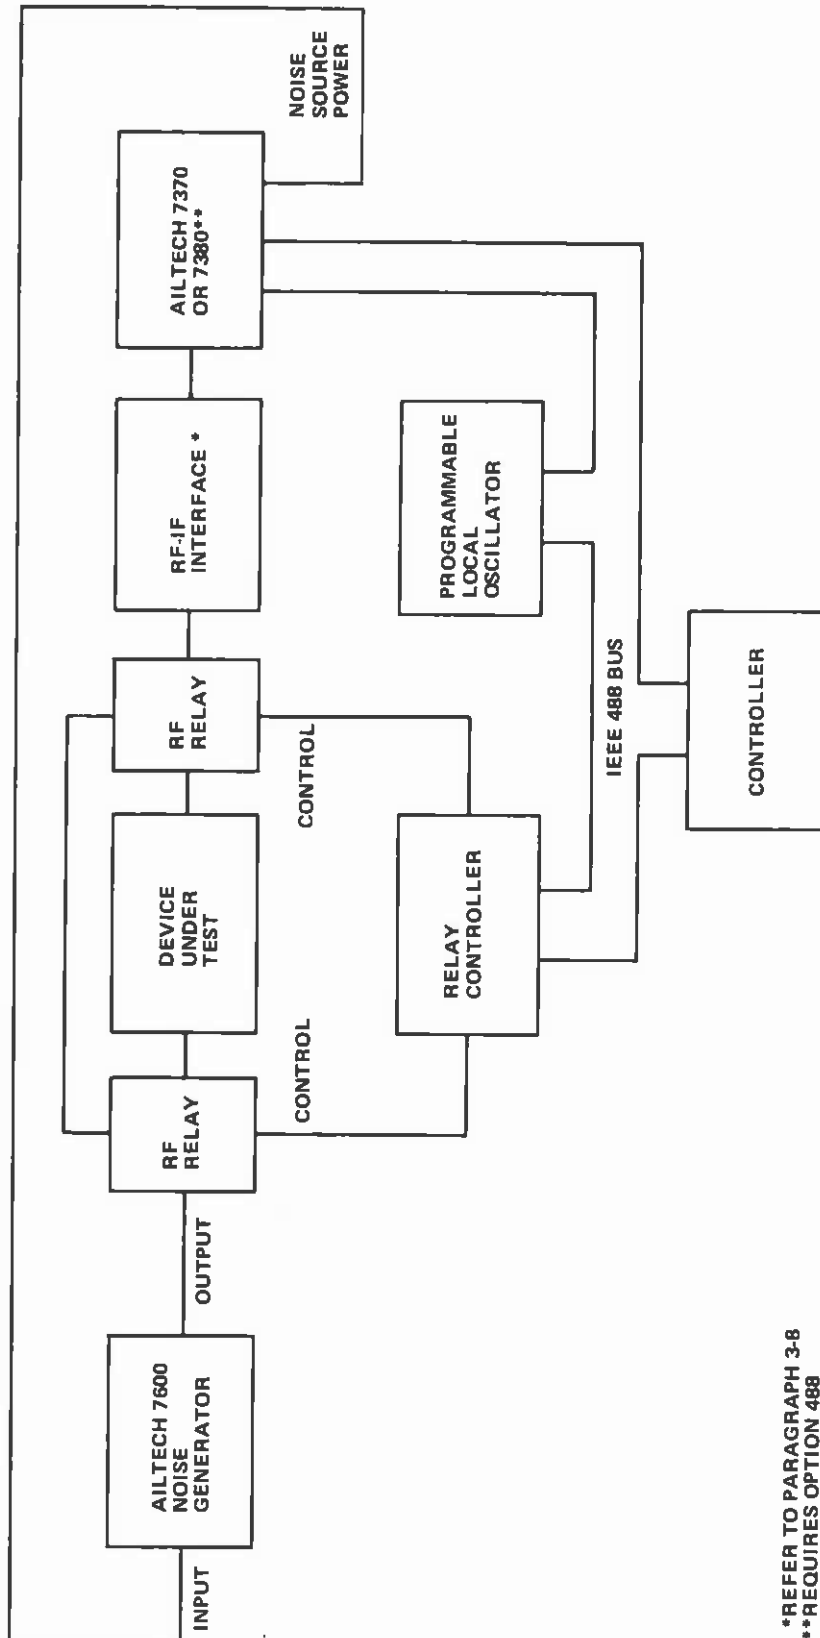 INPUT
AILTECH 7600
NOISE
GENERATOR
OUTPUT
RF
RELAY
CONTROL
DEVICE
UNDER
TEST
RF
RELAY
CONTROL
RF-IF
INTERFACE *
AILTECH 7370
OR 7380**
NOISE
SOURCE
POWER
RELAY
CONTROLLER
PROGRAMMABLE
LOCAL
OSCILLATOR
IEEE 488 BUS
CONTROLLER
*REFER TO PARAGRAPH 3-8
**REQUIRES OPTION 488